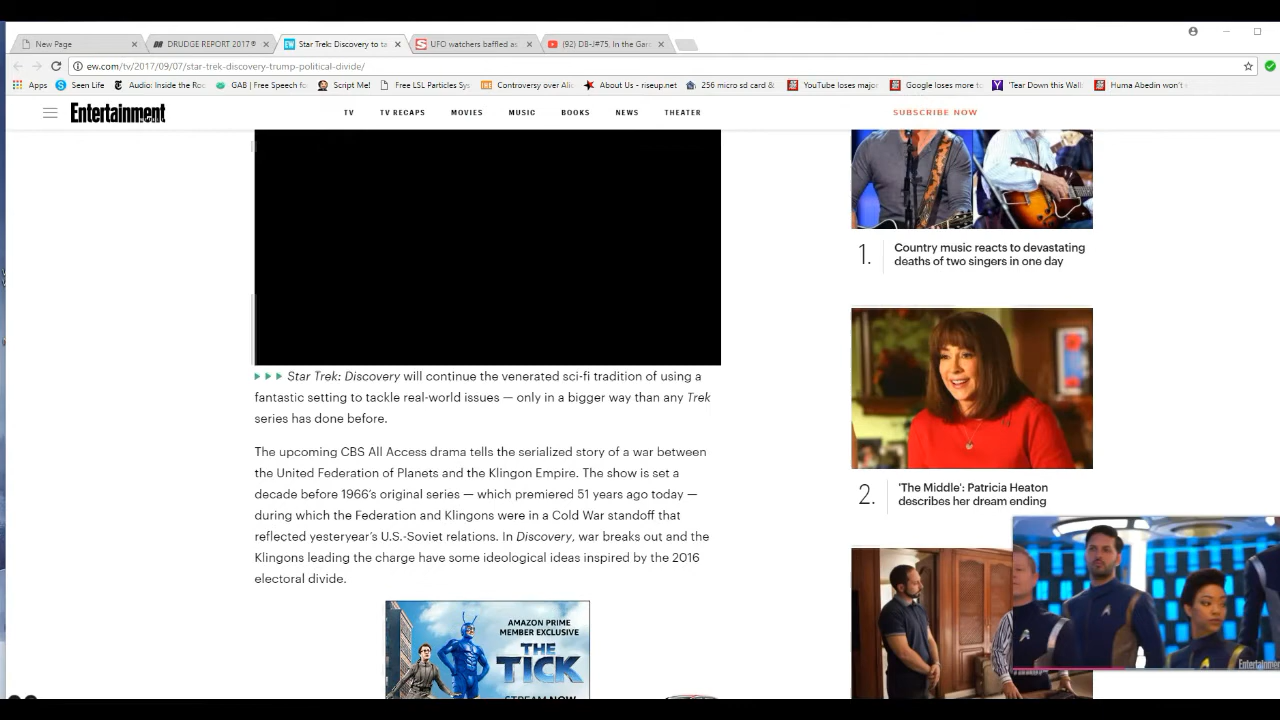 New Page
DRUDGE REPORT 2017®
Star Trek: Discovery to ta
UFO watchers baffled as
(92) DB-J#75, In the Gar
ew.com/tv/2017/09/07/star-trek-discovery-trump-political-divide/
Apps Seen Life Audio: Inside the Ro GAB | Free Speech fo Script Me! Free LSL Particles Sys Controversy over Ali About us - riseup.net 256 micro sd card & YouTube loses major Google loses more t 'Tear Down this Wall Huma Abedin won't
Entertainment
TV TV RECAPS MOVIES MUSIC BOOKS NEWS THEATER
SUBSCRIBE NOW
Star Trek: Discovery will continue the venerated sci-fi tradition of using a
fantastic setting to tackle real-world issues — only in a bigger way than any Trek
series has done before.
The upcoming CBS All Access drama tells the serialized story of a war between
the United Federation of Planets and the Klingon Empire. The show is set a
decade before 1966's original series — which premiered 51 years ago today —
during which the Federation and Klingons were in a Cold War standoff that
reflected yesteryear's U.S.-Soviet relations. In Discovery, war breaks out and the
Klingons leading the charge have some ideological ideas inspired by the 2016
electoral divide.
AMAZON PRIME
MEMBER EXCLUSIVE
THE
TICK
STREAM NOW
1. Country music reacts to devastating
deaths of two singers in one day
2. 'The Middle': Patricia Heaton
describes her dream ending
Entertainment